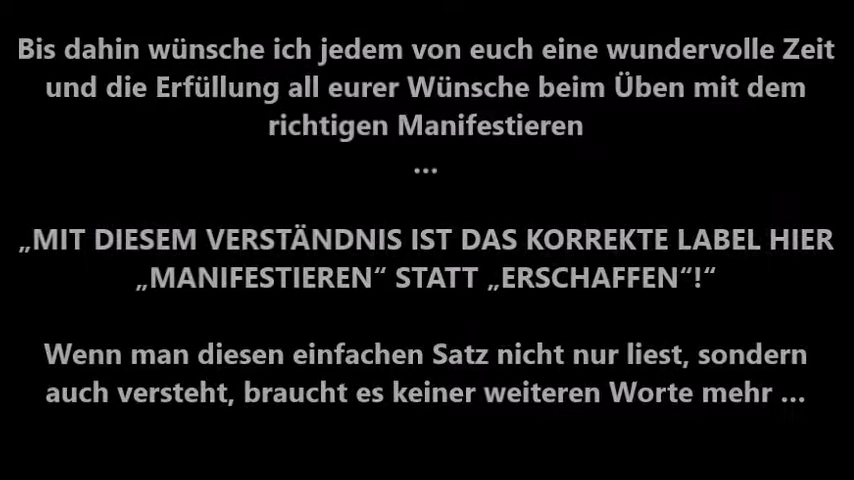 Bis dahin wünsche ich jedem von euch eine wundervolle Zeit
und die Erfüllung all eurer Wünsche beim Üben mit dem
richtigen Manifestieren
...
„MIT DIESEM VERSTÄNDNIS IST DAS KORREKTE LABEL HIER
„MANIFESTIEREN“ STATT „ERSCHAFFEN“!“
Wenn man diesen einfachen Satz nicht nur liest, sondern
auch versteht, braucht es keiner weiteren Worte mehr ...